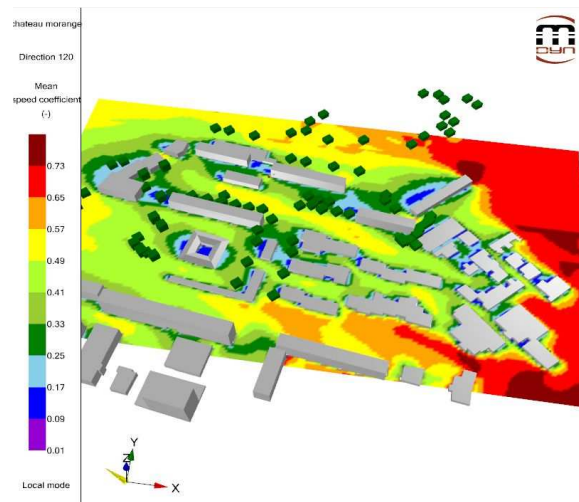 chateau morange
Direction 120
Mean
speed coefficient
(-)
0.73
0.65
0.57
0.49
0.41
0.33
0.25
0.17
0.09
0.01
Local mode
Y
Z
X
m
DYN